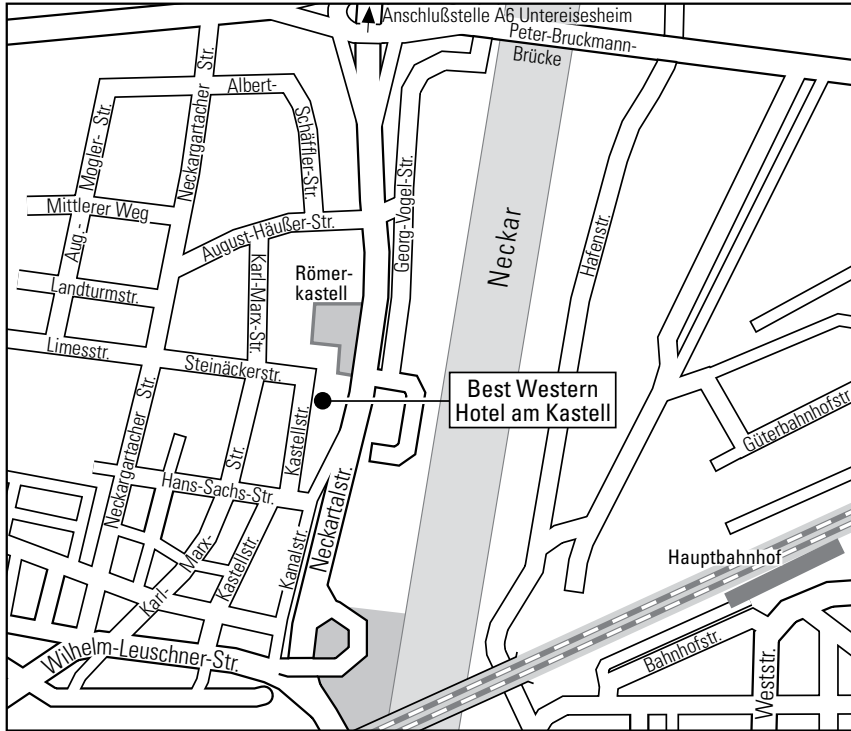 Anschlußstelle A6 Untereisesheim
Peter-Bruckmann-
Brücke
Neckargartacher Str.
Albert-
Schäffler-Str.
Mogler- Str.
Aug.-
Mittlerer Weg
August-Häußer-Str.
Georg-Vogel-Str.
Neckar
Hafenstr.
Karl-Marx-Str.
Römer-
kastell
Landturmstr.
Limesstr.
Steinäckerstr.
Best Western
Hotel am Kastell
Güterbahnhofstr.
Neckargartacher Str.
Kastellstr.
Hans-Sachs-Str.
Neckartalstr.
Karl- Marx- Str.
Kastellstr.
Kanalstr.
Hauptbahnhof
Wilhelm-Leuschner-Str.
Bahnhofstr.
Weststr.